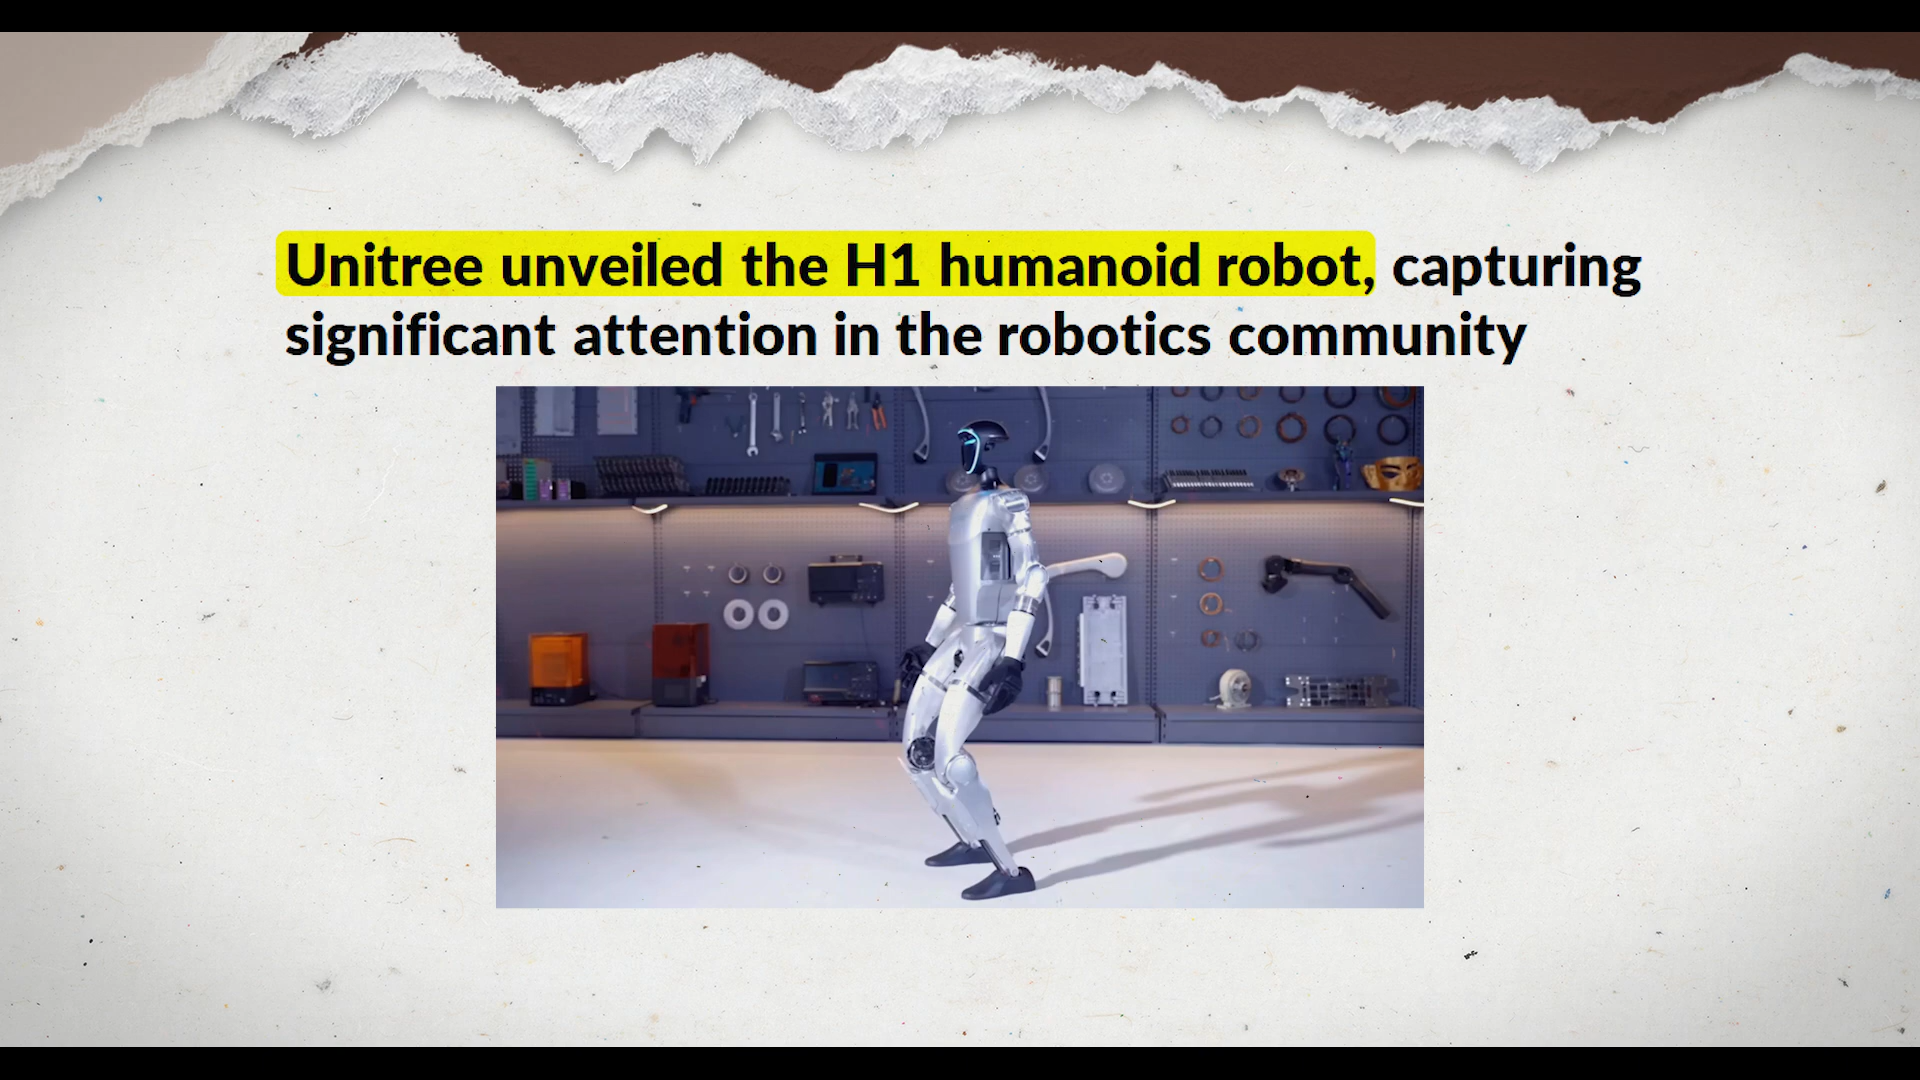 Unitree unveiled the H1 humanoid robot, capturing
significant attention in the robotics community